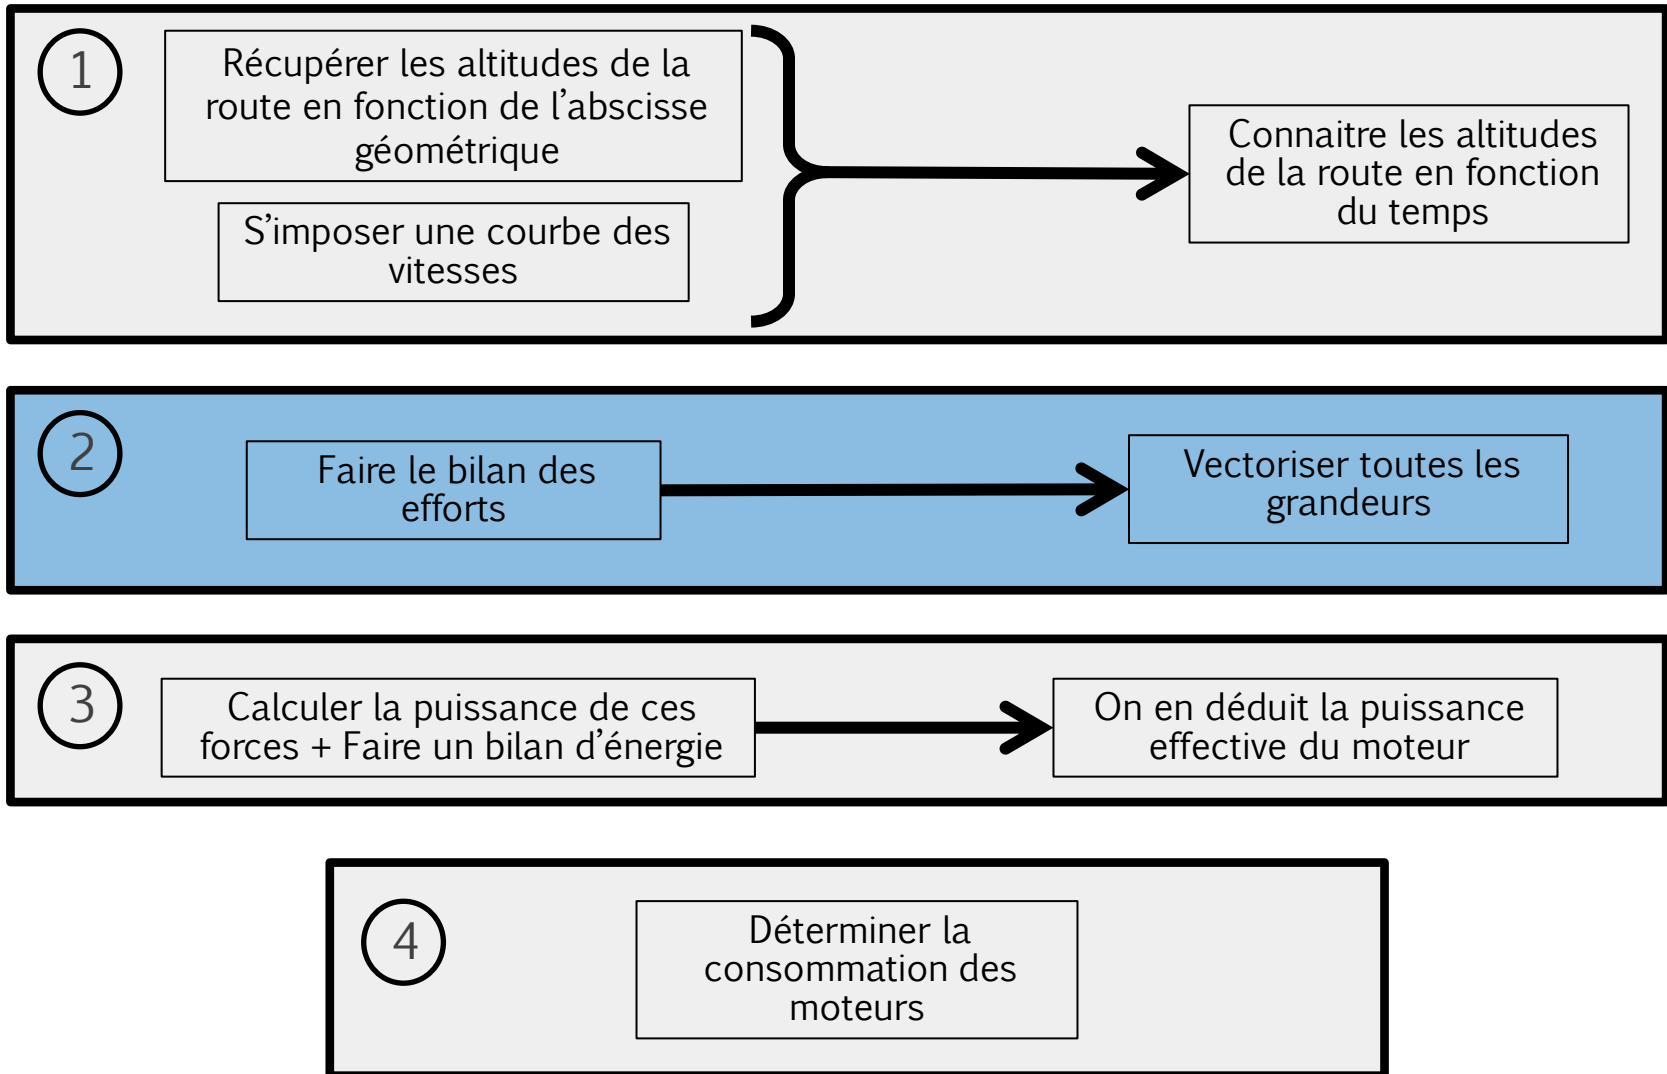 1
Récupérer les altitudes de la
route en fonction de l’abscisse
géométrique
S’imposer une courbe des
vitesses
Connaitre les altitudes
de la route en fonction
du temps
2
Faire le bilan des
efforts
Vectoriser toutes les
grandeurs
3
Calculer la puissance de ces
forces + Faire un bilan d’énergie
On en déduit la puissance
effective du moteur
4
Déterminer la
consommation des
moteurs